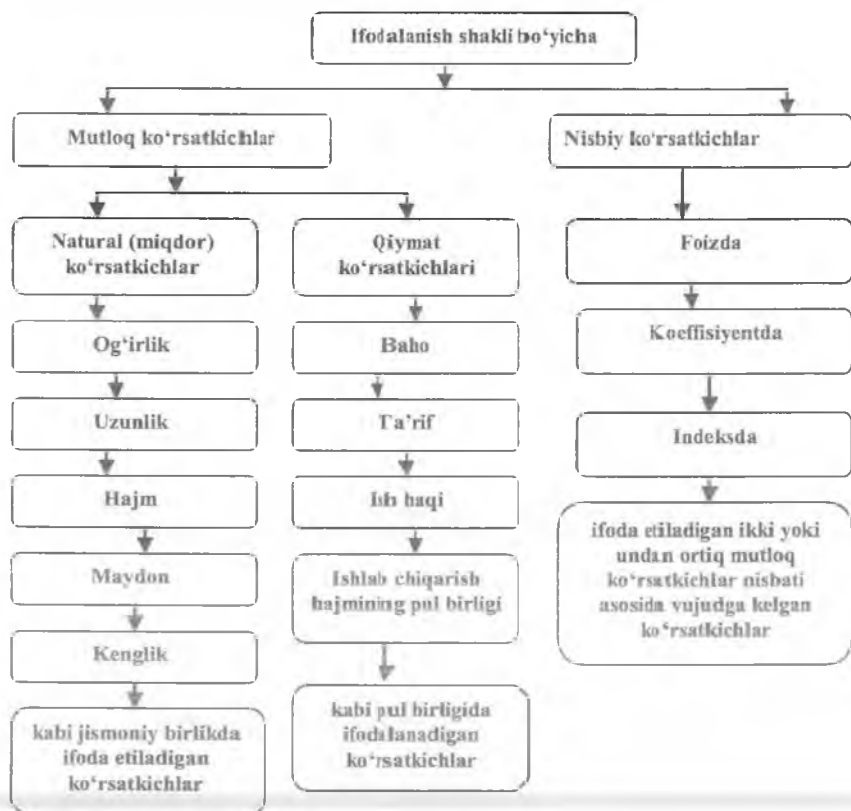 Ifodalanish shakli bo‘yicha
Mutloq ko‘rsatkichlar
Nisbiy ko‘rsatkichlar
Natural (miqdor)
ko‘rsatkichlar
Qiymat
ko‘rsatkichlari
Foizda
Og‘irlik
Baho
Koeffisiyentda
Uzunlik
Ta’rif
Indeksda
Hajm
Ish haqi
ifoda etiladigan ikki yoki
undan ortiq mutloq
ko‘rsatkichlar nisbati
asosida vujudga kelgan
ko‘rsatkichlar
Maydon
Ishlab chiqarish
hajmining pul birligi
Kenglik
kabi jismoniy birlikda
ifoda etiladigan
ko‘rsatkichlar
kabi pul birligida
ifodalanadigan
ko‘rsatkichlar